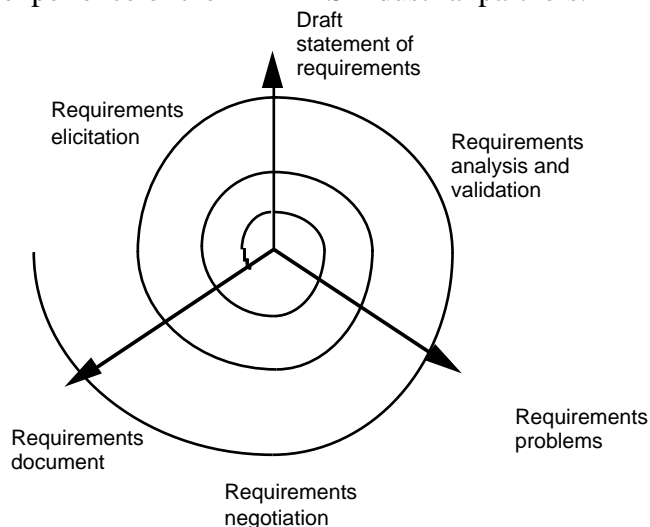 Draft
statement of
requirements
Requirements
elicitation
Requirements
analysis and
validation
Requirements
problems
Requirements
document
Requirements
negotiation